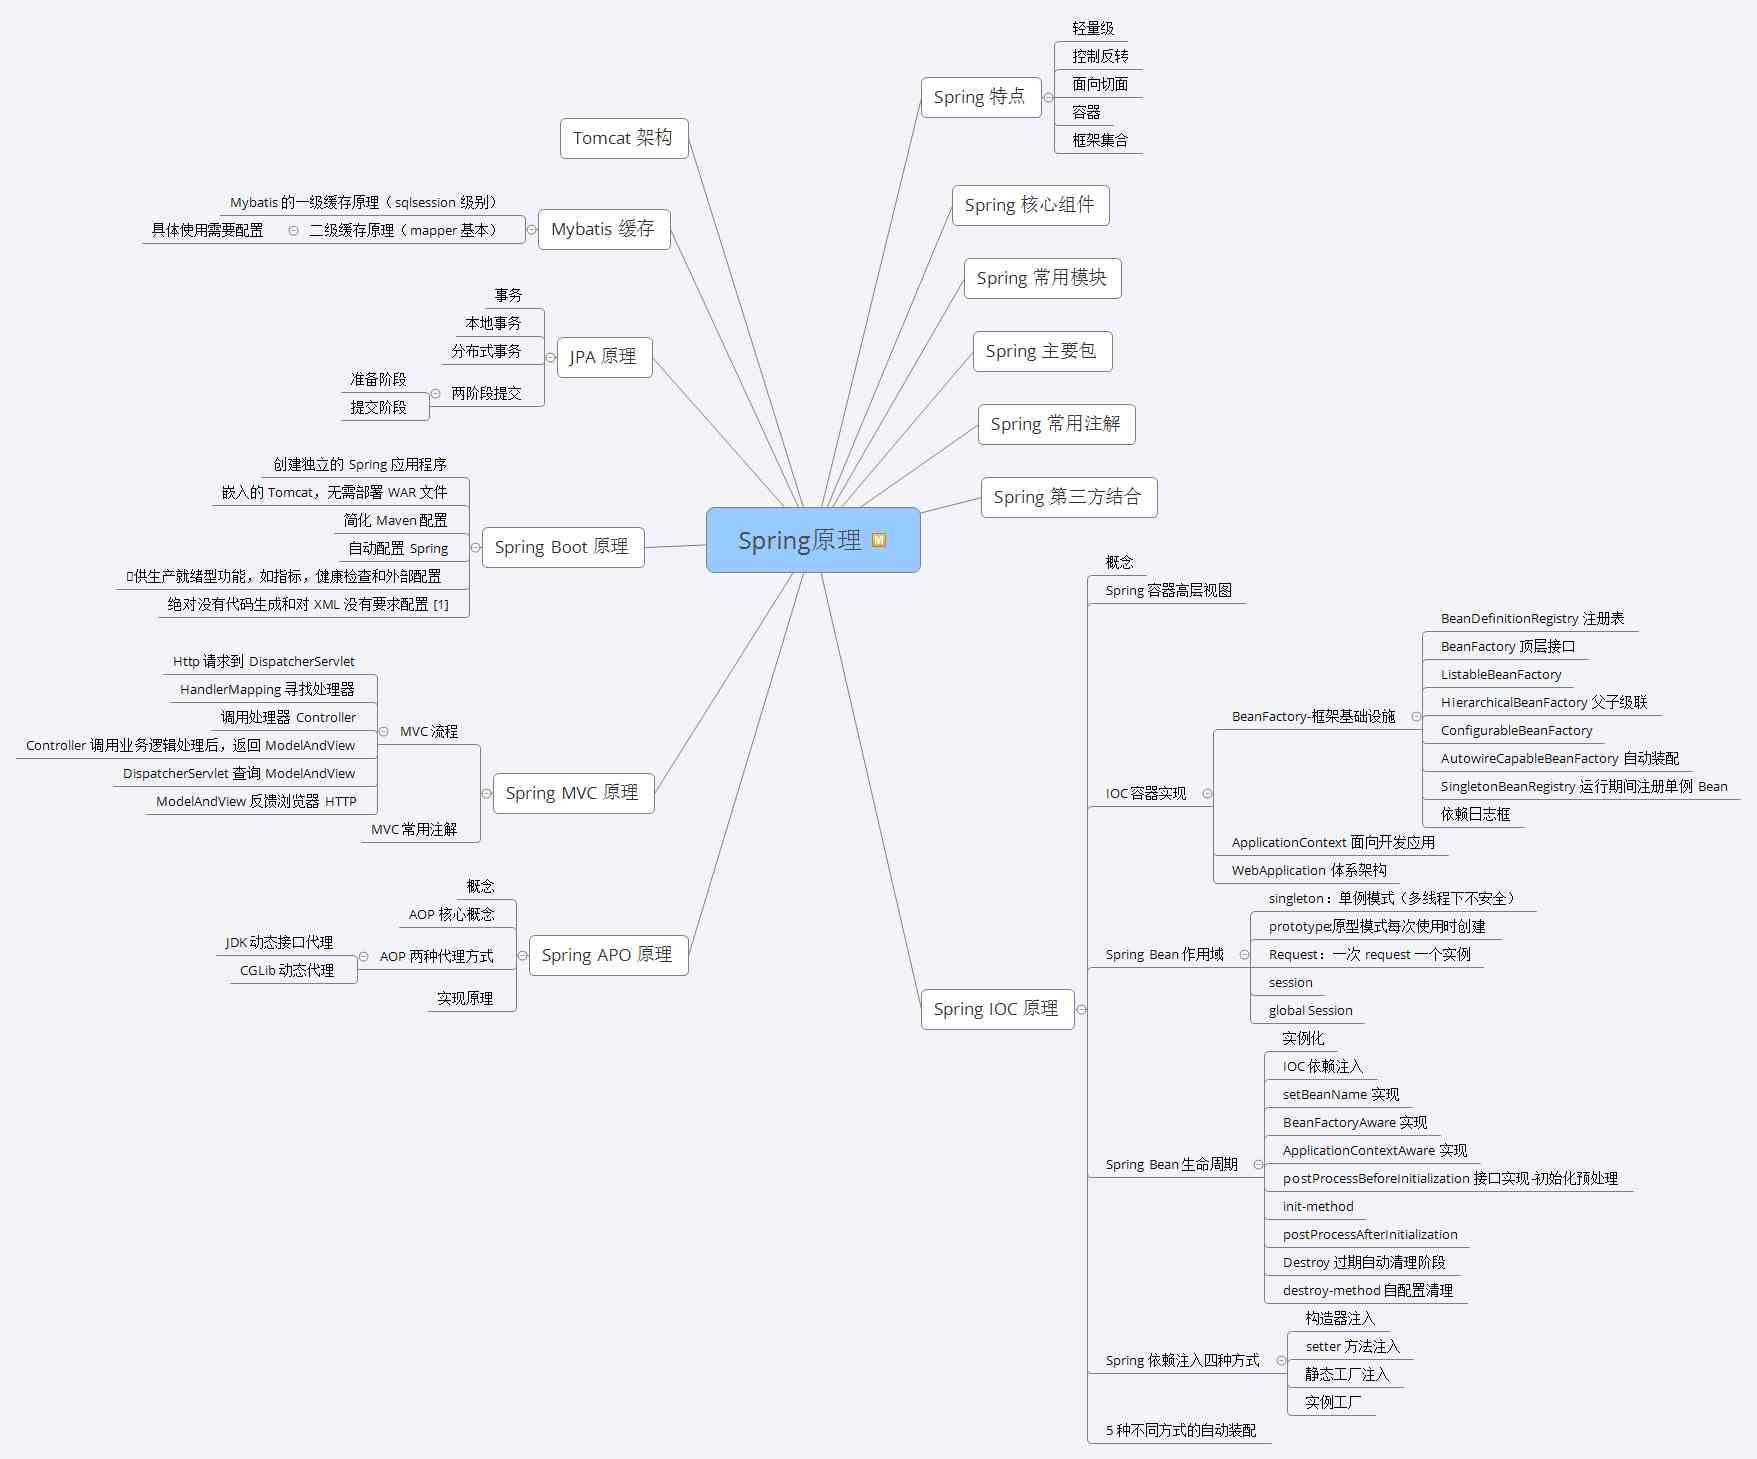 Spring原理
Spring 特点
轻量级
控制反转
面向切面
容器
框架集合
Spring 核心组件
Spring 常用模块
Spring 主要包
Spring 常用注解
Spring 第三方结合
Spring IOC 原理
概念
Spring 容器高层视图
IOC 容器实现
BeanFactory-框架基础设施
BeanDefinitionRegistry 注册表
BeanFactory 顶层接口
ListableBeanFactory
HierarchicalBeanFactory 父子级联
ConfigurableBeanFactory
AutowireCapableBeanFactory 自动装配
SingletonBeanRegistry 运行期间注册单例 Bean
依赖日志框
ApplicationContext 面向开发应用
WebApplication 体系架构
Spring Bean 作用域
singleton：单例模式（多线程下不安全）
prototype:原型模式每次使用时创建
Request：一次 request 一个实例
session
global Session
Spring Bean 生命周期
实例化
IOC 依赖注入
setBeanName 实现
BeanFactoryAware 实现
ApplicationContextAware 实现
postProcessBeforeInitialization 接口实现-初始化预处理
init-method
postProcessAfterInitialization
Destroy 过期自动清理阶段
destroy-method 自配置清理
Spring 依赖注入四种方式
构造器注入
setter 方法注入
静态工厂注入
实例工厂
5 种不同方式的自动装配
Tomcat 架构
Mybatis 缓存
Mybatis 的一级缓存原理（ sqlsession 级别）
二级缓存原理（ mapper 基本）
具体使用需要配置
JPA 原理
事务
本地事务
分布式事务
两阶段提交
准备阶段
提交阶段
Spring Boot 原理
创建独立的 Spring 应用程序
嵌入的 Tomcat，无需部署 WAR 文件
简化 Maven 配置
自动配置 Spring
供生产就绪型功能，如指标，健康检查和外部配置
绝对没有代码生成和对 XML 没有要求配置 [1]
Spring MVC 原理
MVC 流程
Http 请求到 DispatcherServlet
HandlerMapping 寻找处理器
调用处理器 Controller
Controller 调用业务逻辑处理后，返回 ModelAndView
DispatcherServlet 查询 ModelAndView
ModelAndView 反馈浏览器 HTTP
MVC 常用注解
Spring APO 原理
概念
AOP 核心概念
AOP 两种代理方式
JDK 动态接口代理
CGLib 动态代理
实现原理